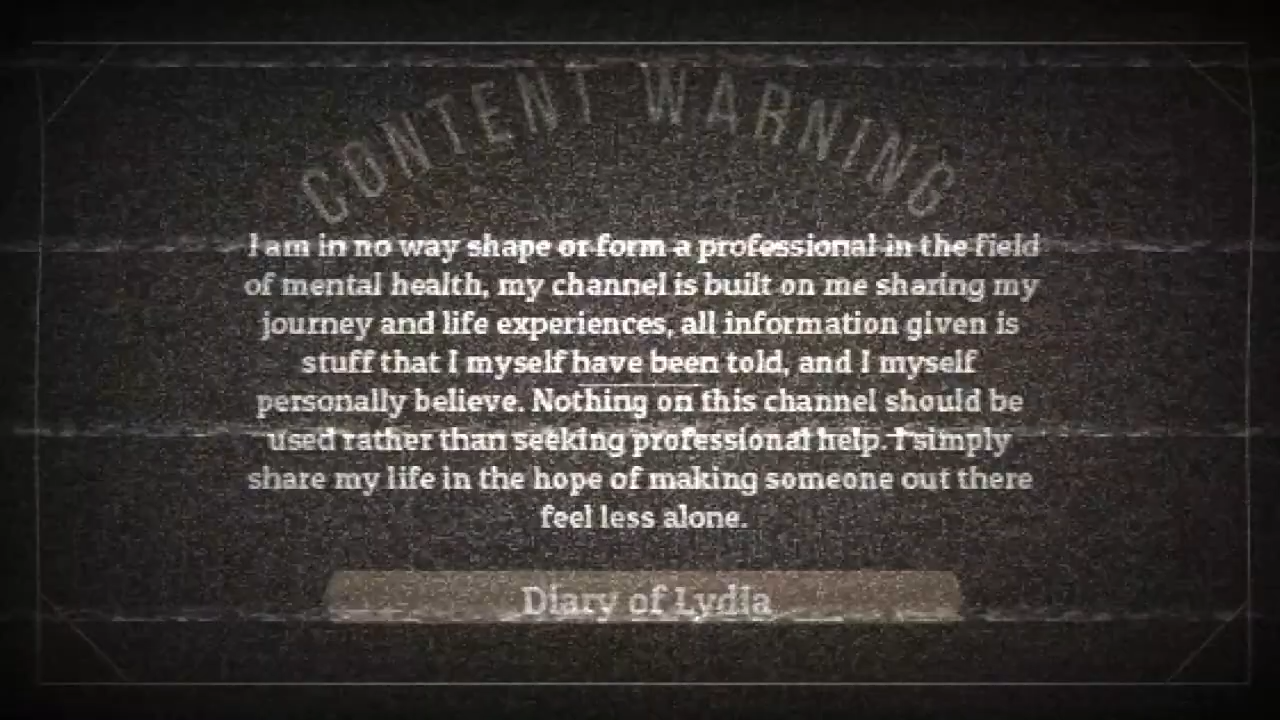 CONTENT WARNING
I am in no way shape or form a professional in the field
of mental health, my channel is built on me sharing my
journey and life experiences, all information given is
stuff that I myself have been told, and I myself
personally believe. Nothing on this channel should be
used rather than seeking professional help. I simply
share my life in the hope of making someone out there
feel less alone.
Diary of Lydia